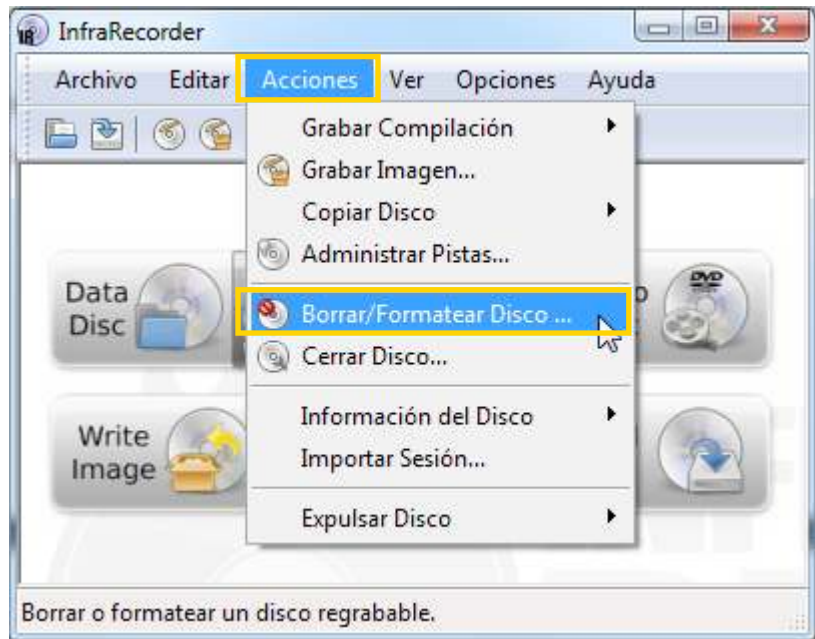 InfraRecorder
Archivo Editar Acciones Ver Opciones Ayuda
Grabar Compilación
Grabar Imagen...
Copiar Disco
Administrar Pistas...
Data
Disc
DVD
Borrar/Formatear Disco ...
Cerrar Disco...
Write
Image
Información del Disco
Importar Sesión...
Expulsar Disco
Borrar o formatear un disco regrabable.